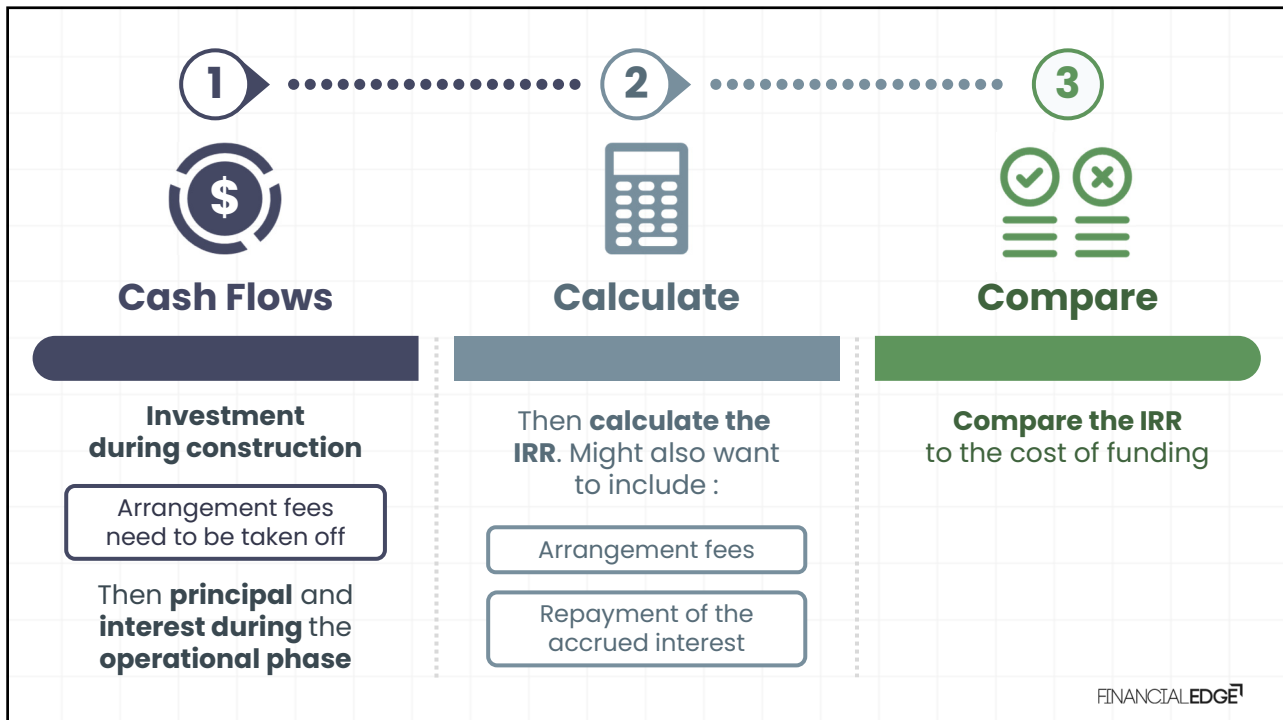 1
2
3
$
Cash Flows
Calculate
Compare
Investment
during construction
Arrangement fees
need to be taken off
Then principal and
interest during the
operational phase
Then calculate the
IRR. Might also want
to include :
Arrangement fees
Repayment of the
accrued interest
Compare the IRR
to the cost of funding
FINANCIALEDGE